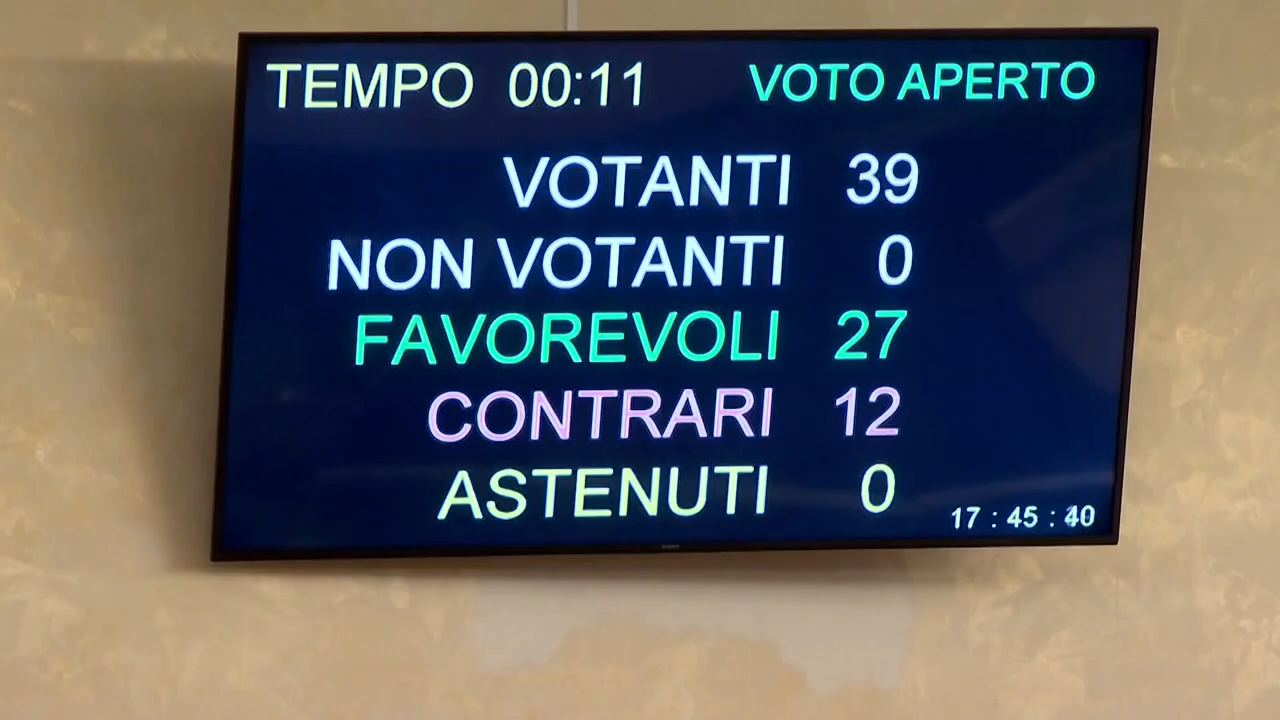 TEMPO 00:11 VOTO APERTO
VOTANTI 39
NON VOTANTI 0
FAVOREVOLI 27
CONTRARI 12
ASTENUTI 0
17 : 45 : 40